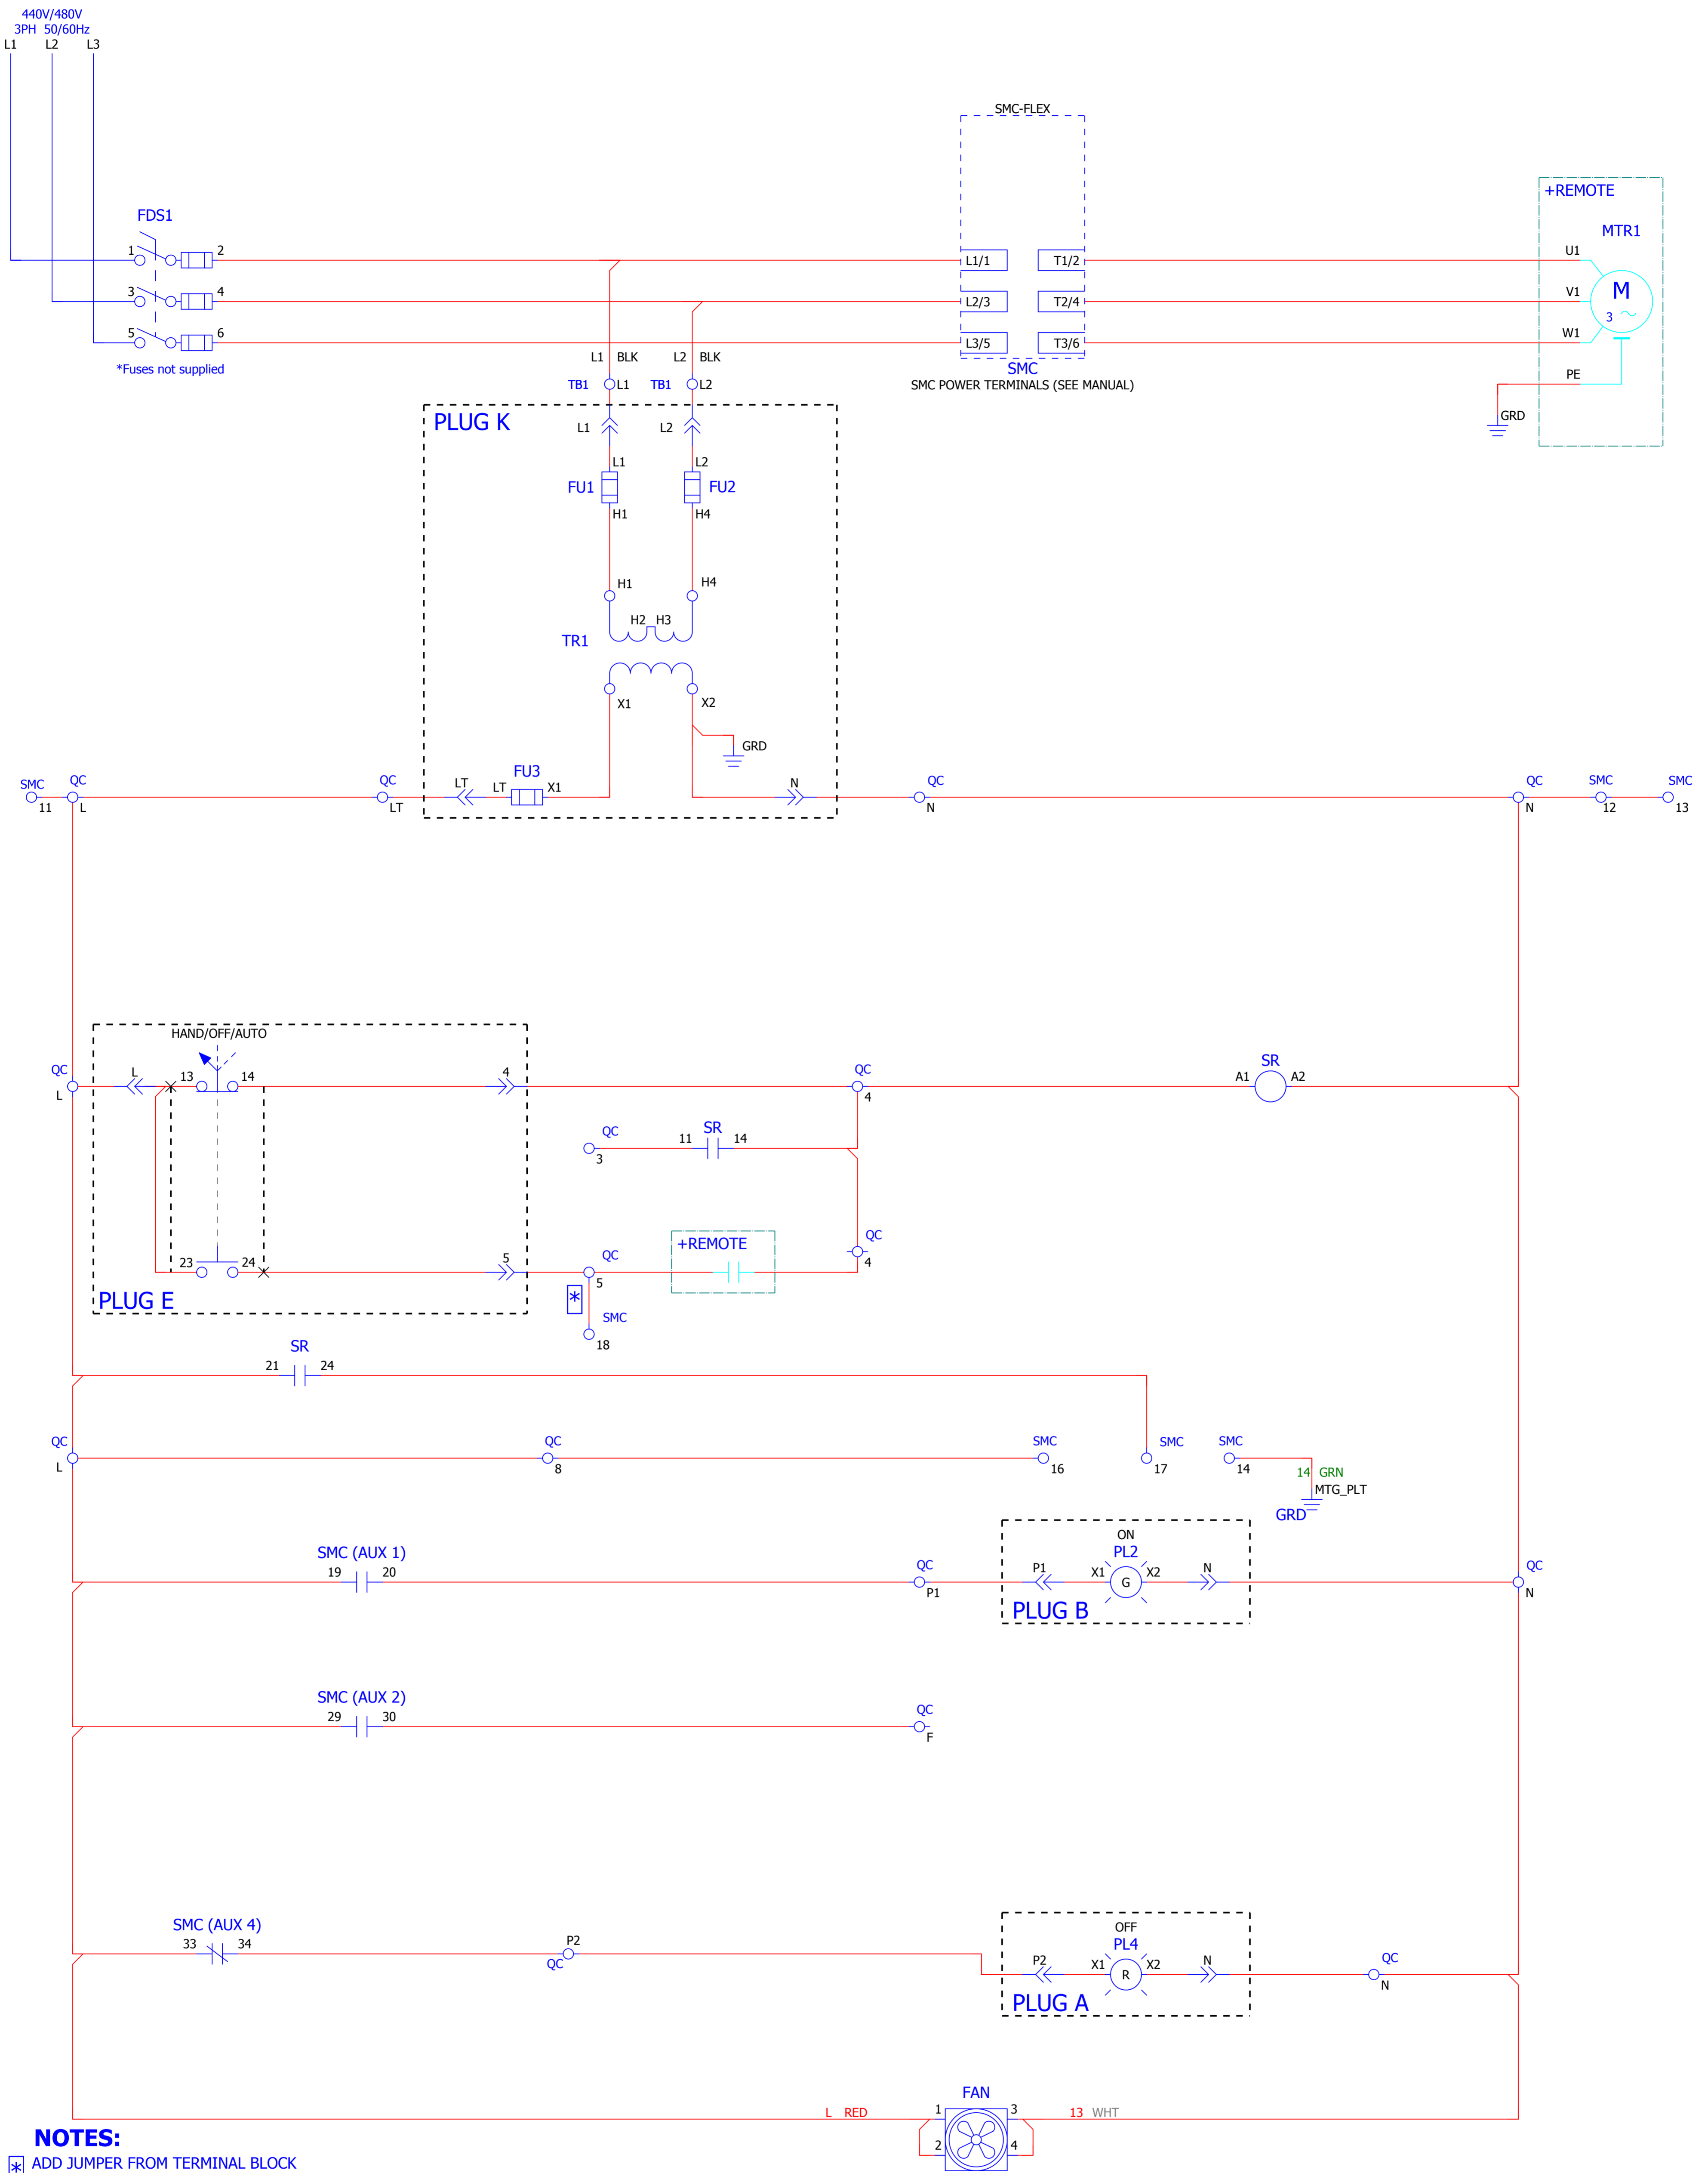 440V/480V
3PH 50/60Hz
L1 L2 L3
SMC-FLEX
+REMOTE
FDS1
MTR1
1 2 L1/1 T1/2 U1
3 4 L2/3 T2/4 V1 M
3
5 6 L3/5 T3/6 W1
*Fuses not supplied
L1 BLK L2 BLK
SMC
PE
TB1 L1 TB1 L2
SMC POWER TERMINALS (SEE MANUAL)
GRD
PLUG K
L1 L2
L1 L2
FU1 FU2
H1 H4
H1 H4
H2 H3
TR1
X1 X2
GRD
FU3
SMC QC QC LT LT X1 N QC QC SMC SMC
11 L LT N N 12 13
HAND/OFF/AUTO
QC L 13 14 4 QC SR
A1 A2
L 4
QC 11 SR 14
3
+REMOTE QC
23 24 5 QC 4
5
PLUG E *
SMC
18
SR
21 24
QC QC SMC SMC SMC
L 8 16 17 14
14 GRN
MTG_PLT
GRD
ON
SMC (AUX 1) PL2
19 20 QC P1 X1 G X2 N QC
P1 N
PLUG B
SMC (AUX 2)
29 30 QC
F
SMC (AUX 4) OFF
33 34 P2 PL4
QC P2 X1 R X2 N QC
N
PLUG A
FAN
L RED 1 3 13 WHT
2 4
NOTES:
* ADD JUMPER FROM TERMINAL BLOCK